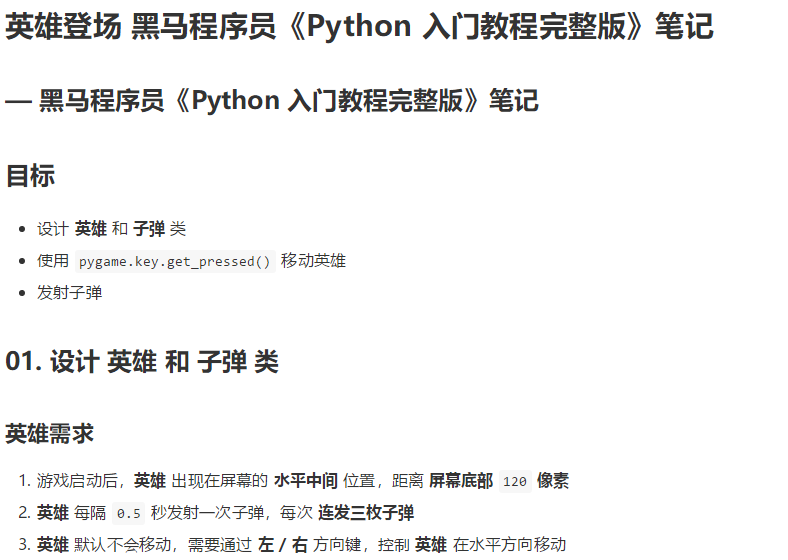 英雄登场 黑马程序员《Python 入门教程完整版》笔记
— 黑马程序员《Python 入门教程完整版》笔记
目标
• 设计 英雄 和 子弹 类
• 使用 pygame.key.get_pressed() 移动英雄
• 发射子弹
01. 设计 英雄 和 子弹 类
英雄需求
1. 游戏启动后，英雄 出现在屏幕的 水平中间 位置，距离 屏幕底部 120 像素
2. 英雄 每隔 0.5 秒发射一次子弹，每次 连发三枚子弹
3. 英雄 默认不会移动，需要通过 左 / 右 方向键，控制 英雄 在水平方向移动